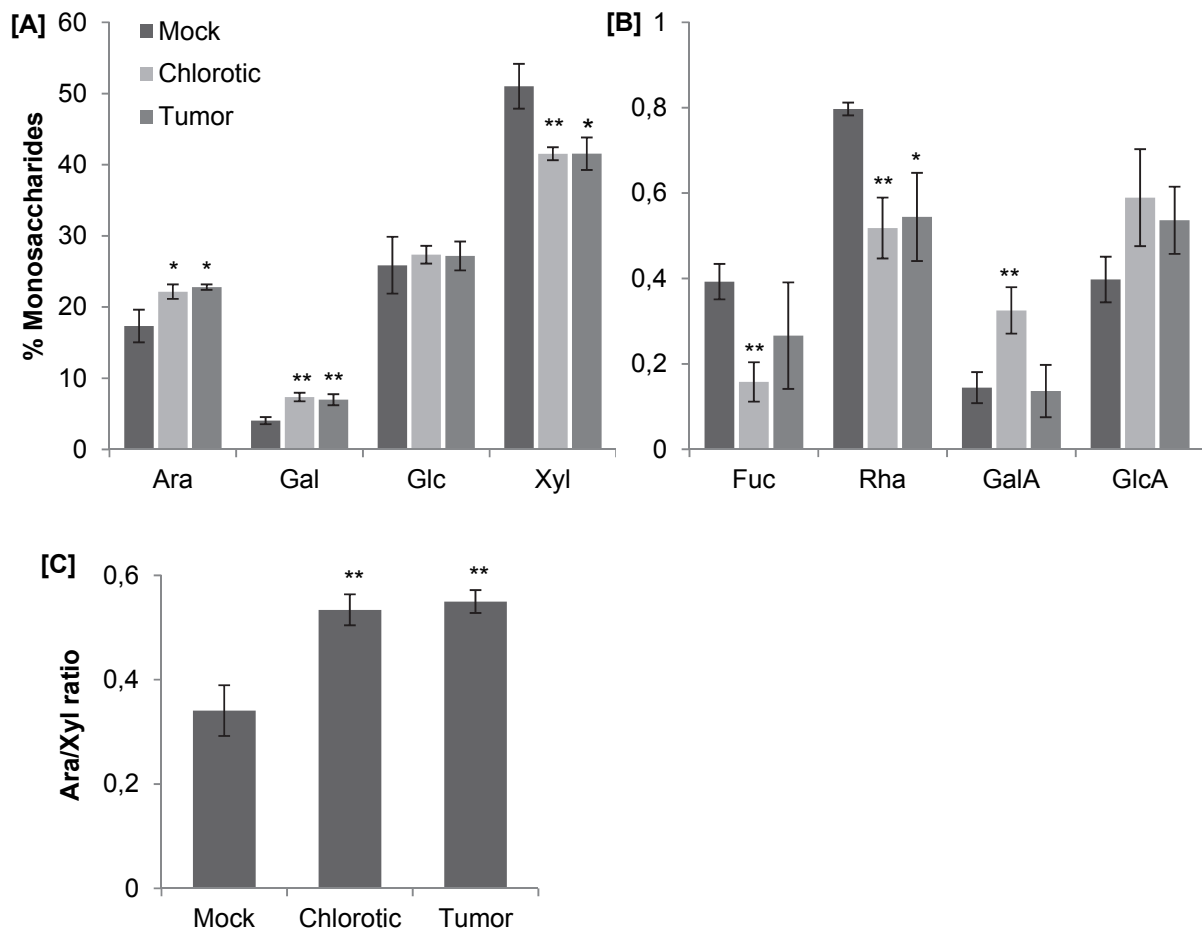 [A]
% Monosaccharides
60
50
40
30
20
10
0
Mock
Chlorotic
Tumor
* *
** **
** *
Ara Gal Glc Xyl
[B]
1
0,8
0,6
0,4
0,2
0
**
** *
**
Fuc Rha GalA GlcA
[C]
Ara/Xyl ratio
0,6
0,4
0,2
0
** **
Mock Chlorotic Tumor